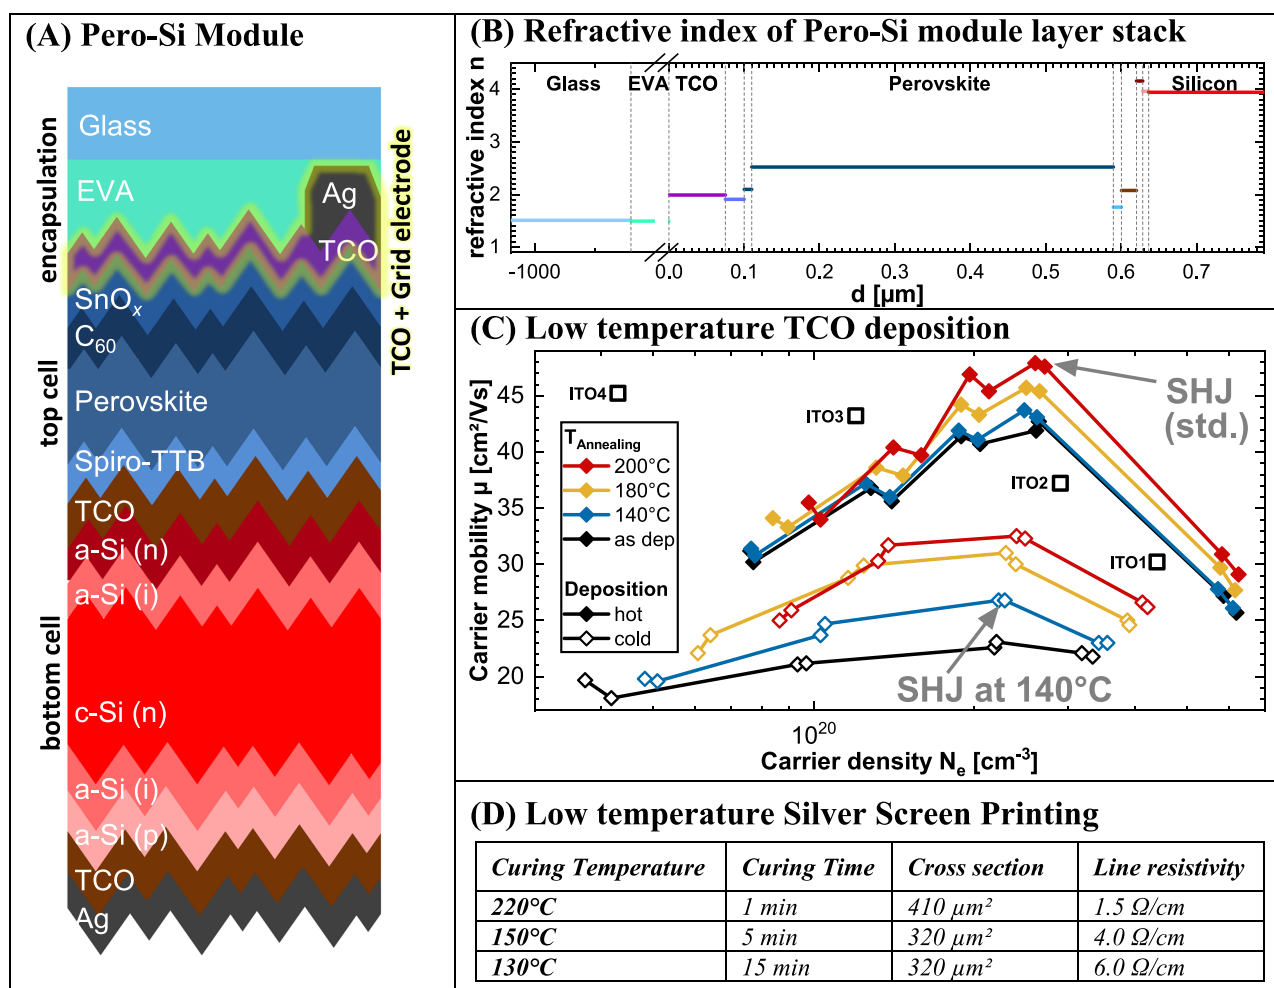 (A) Pero-Si Module
Glass
EVA
Ag
TCO
SnOₓ
C₆₀
Perovskite
Spiro-TTB
TCO
a-Si (n)
a-Si (i)
c-Si (n)
a-Si (i)
a-Si (p)
TCO
Ag
encapsulation
top cell
bottom cell
TCO + Grid electrode
(B) Refractive index of Pero-Si module layer stack
refractive index n
4
3
2
1
Glass
EVA
TCO
Perovskite
Silicon
-1000
0.0
0.1
0.2
0.3
0.4
0.5
0.6
0.7
d [µm]
(C) Low temperature TCO deposition
Carrier mobility µ [cm²/Vs]
45
40
35
30
25
20
ITO4
ITO3
ITO2
ITO1
T_Annealing
200°C
180°C
140°C
as dep
Deposition
hot
cold
SHJ
(std.)
SHJ at 140°C
10²⁰
Carrier density Nₑ [cm⁻³]
(D) Low temperature Silver Screen Printing
Curing Temperature Curing Time Cross section Line resistivity
220°C 1 min 410 µm² 1.5 Ω/cm
150°C 5 min 320 µm² 4.0 Ω/cm
130°C 15 min 320 µm² 6.0 Ω/cm